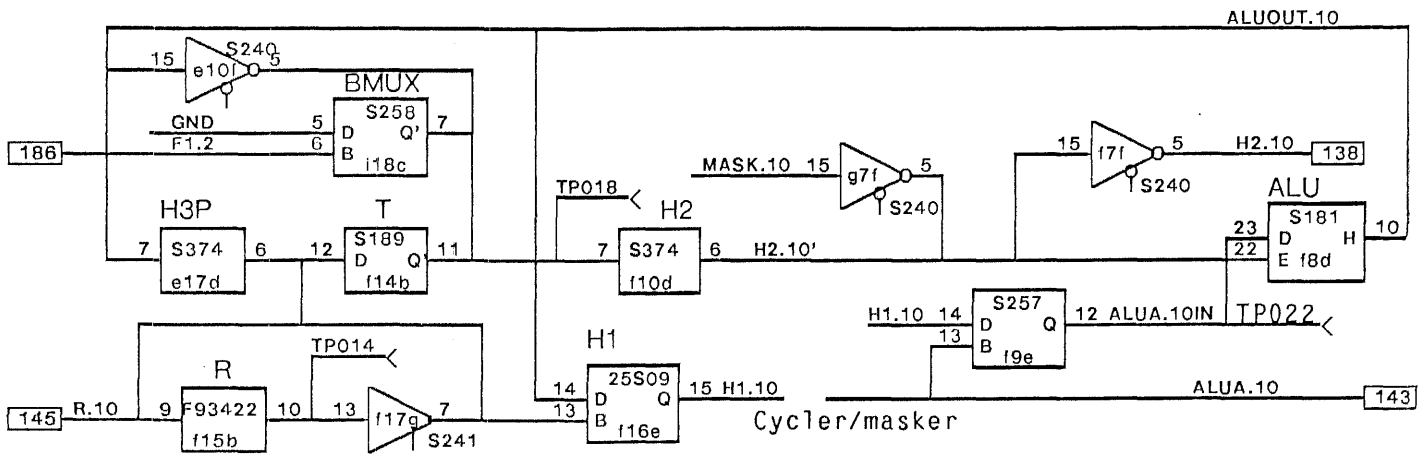 ALUOUT.10
15 S240 5
e10f
BMUX
S258
GND 5 D Q' 7
F1.2 6 B
i18c
186
15 f7f 5 H2.10 138
S240
MASK.10 15 g7f 5
S240
TP018
H3P
T
H2
ALU
7 S374 6
e17d
12 S189 11
D Q'
f14b
7 S374 6 H2.10'
f10d
S181
23 D H 10
22 E f8d
S257
H1.10 14 D Q 12 ALUA.10IN TP022
13 B
f9e
TP014
H1
R
25S09
14 D Q 15 H1.10
13 B
f16e
ALUA.10 143
Cycler/masker
145 R.10 9 F93422 10 13 f17g 7
f15b
S241